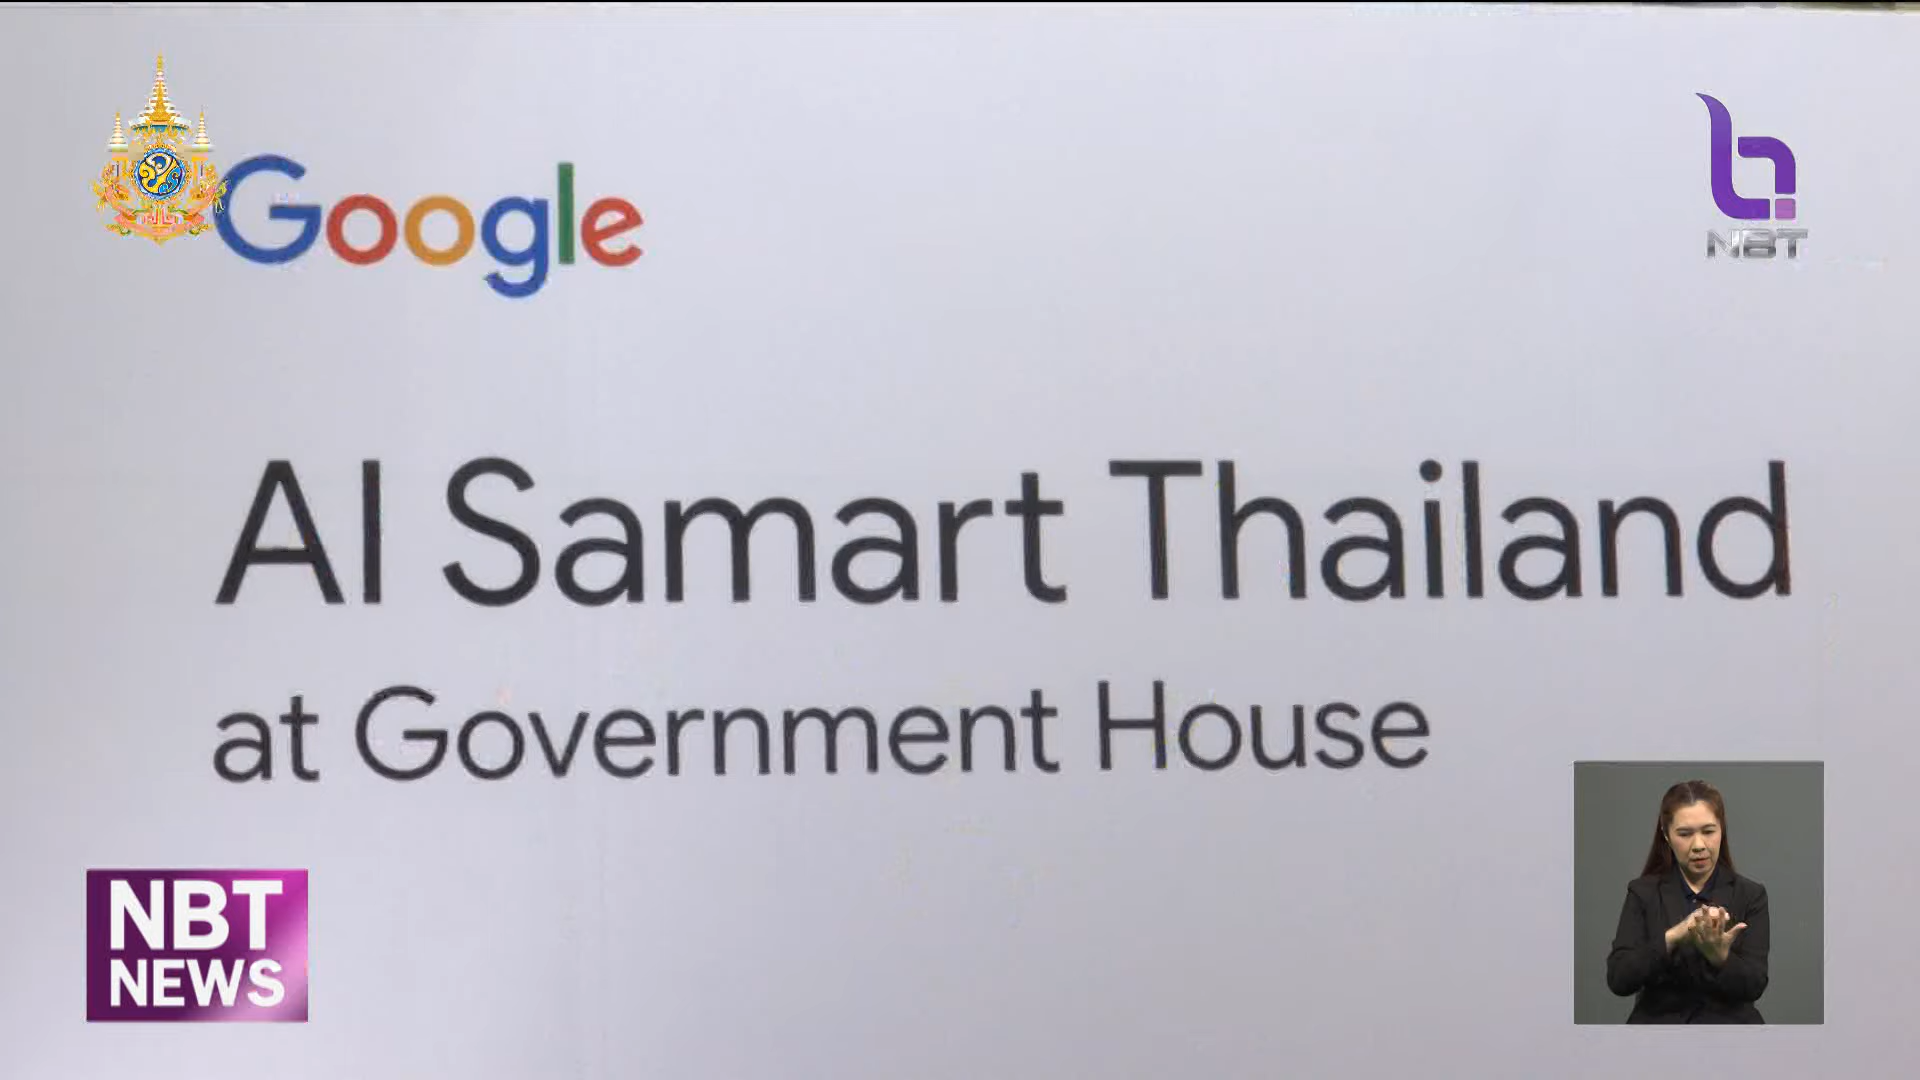 Google
NBT
AI Samart Thailand
at Government House
NBT
NEWS